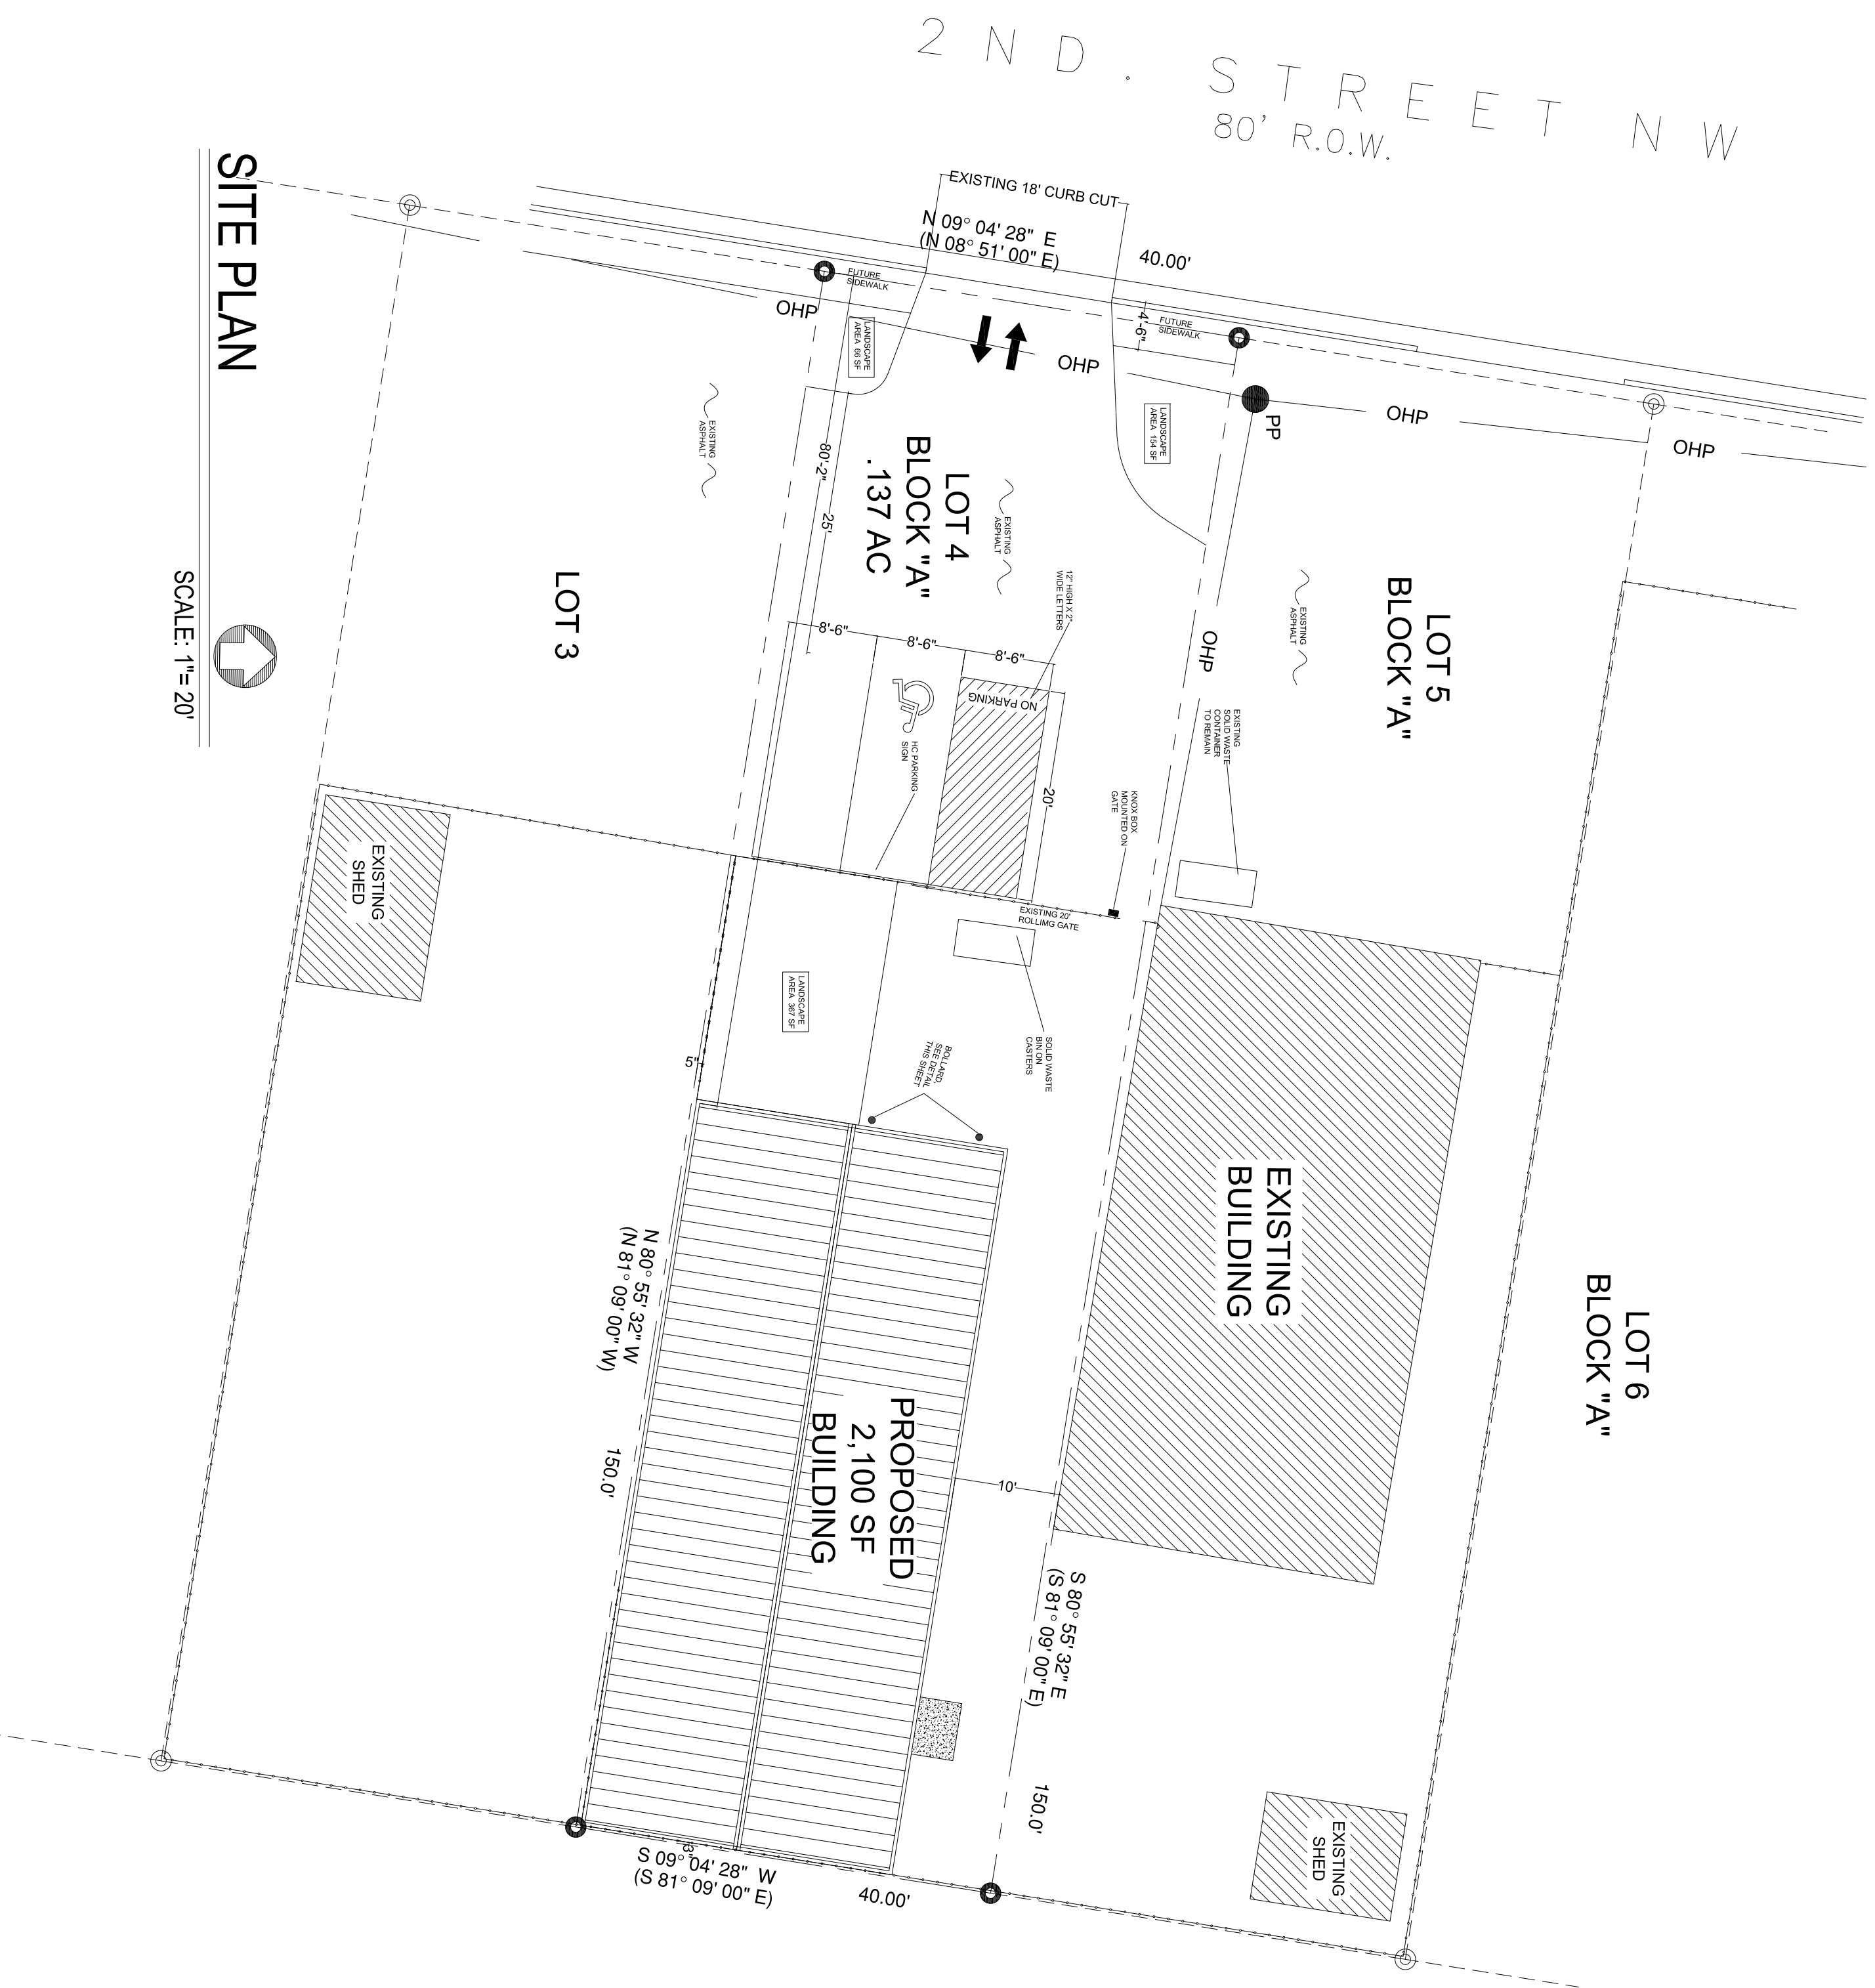 2 N D . S T R E E T N W
80' R.O.W.
EXISTING 18' CURB CUT
N 09° 04' 28" E
(N 08° 51' 00" E)
40.00'
FUTURE
SIDEWALK
FUTURE
SIDEWALK
4'-6"
OHP
OHP
OHP
OHP
OHP
PP
LANDSCAPE
AREA 66 SF
LANDSCAPE
AREA 154 SF
EXISTING
ASPHALT
EXISTING
ASPHALT
EXISTING
ASPHALT
80'-2"
25'
LOT 4
BLOCK "A"
.137 AC
LOT 3
LOT 5
BLOCK "A"
LOT 6
BLOCK "A"
12" HIGH X 2"
WIDE LETTERS
8'-6"
8'-6"
8'-6"
NO PARKING
20'
HC PARKING
SIGN
EXISTING
SOLID WASTE
CONTAINER
TO REMAIN
KNOX BOX
MOUNTED ON
GATE
EXISTING 20'
ROLLIMG GATE
EXISTING
SHED
LANDSCAPE
AREA 367 SF
SOLID WASTE
BIN ON
CASTERS
BOLLARD,
SEE DETAIL
THIS SHEET
5"
EXISTING
BUILDING
N 80° 55' 32" W
(N 81° 09' 00" W)
150.0'
PROPOSED
2,100 SF
BUILDING
10'
S 80° 55' 32" E
(S 81° 09' 00" E)
150.0'
EXISTING
SHED
3"
S 09° 04' 28" W
(S 81° 09' 00" E)
40.00'
SITE PLAN
SCALE: 1"= 20'